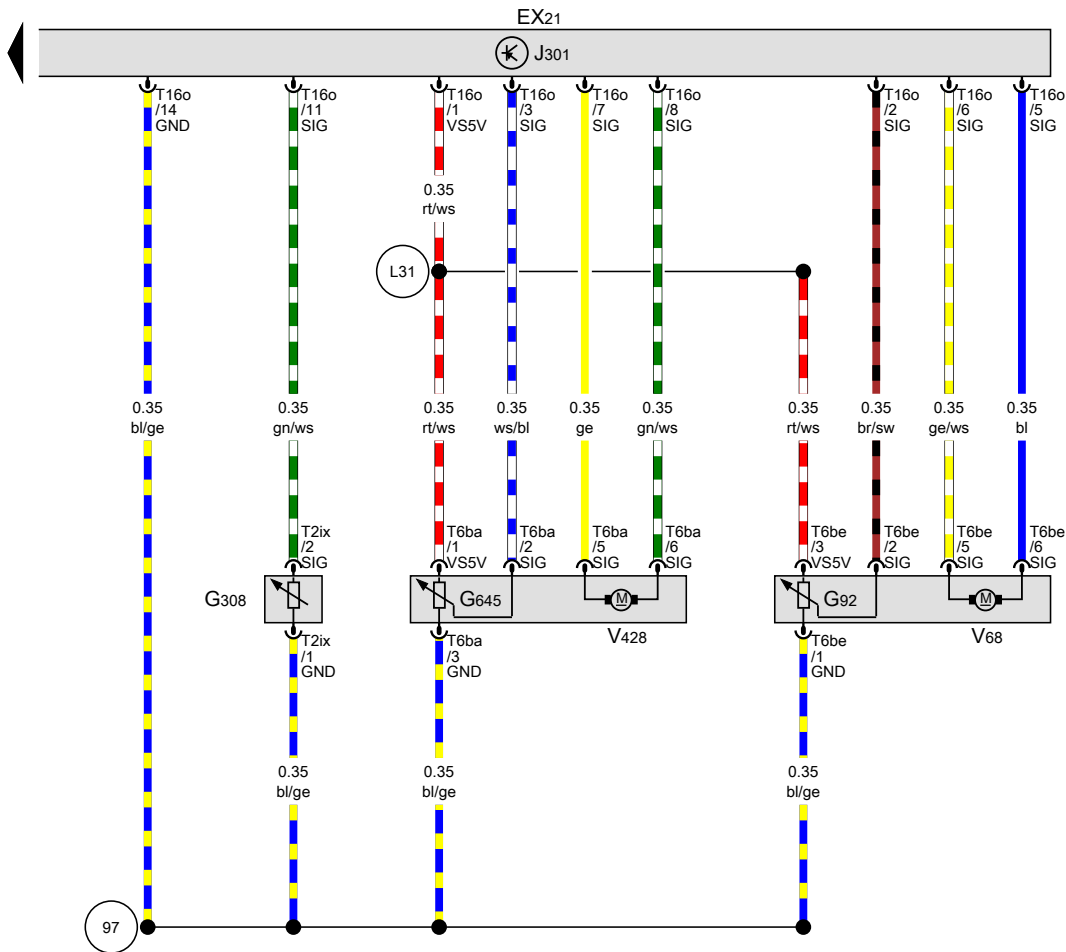 EX21
J301
T16o
/14
GND
T16o
/11
SIG
T16o
/1
VS5V
T16o
/3
SIG
T16o
/7
SIG
T16o
/8
SIG
T16o
/2
SIG
T16o
/6
SIG
T16o
/5
SIG
0.35
rt/ws
L31
0.35
bl/ge
0.35
gn/ws
0.35
rt/ws
0.35
ws/bl
0.35
ge
0.35
gn/ws
0.35
rt/ws
0.35
br/sw
0.35
ge/ws
0.35
bl
T2ix
/2
SIG
T6ba
/1
VS5V
T6ba
/2
SIG
T6ba
/5
SIG
T6ba
/6
SIG
T6be
/3
VS5V
T6be
/2
SIG
T6be
/5
SIG
T6be
/6
SIG
G308
G645
M
G92
M
V428
V68
T2ix
/1
GND
T6ba
/3
GND
T6be
/1
GND
0.35
bl/ge
0.35
bl/ge
0.35
bl/ge
97